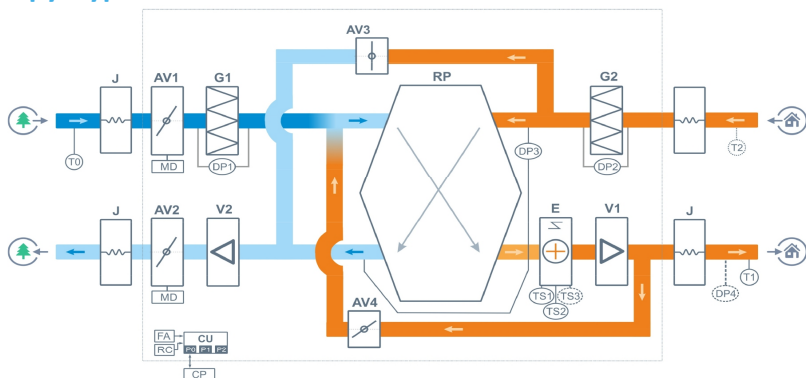 AV3
J
AV1
G1
RP
G2
T0
MD
DP1
DP3
DP2
T2
J
AV2
V2
E
V1
J
MD
TS1
TS3
TS2
DP4
T1
AV4
FA
CU
RC
P0 P1 P2
CP